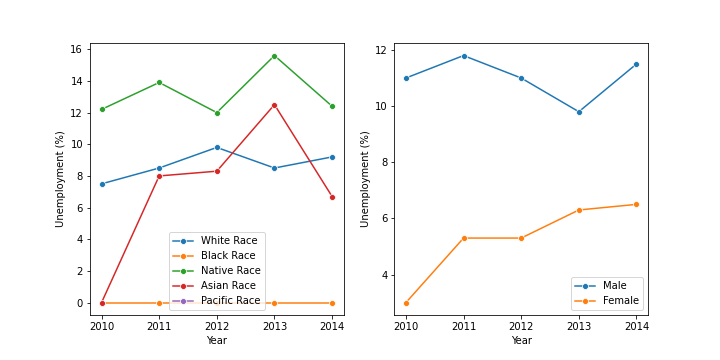 16
14
12
10
8
6
4
2
0
Unemployment (%)
White Race
Black Race
Native Race
Asian Race
Pacific Race
2010 2011 2012 2013 2014
Year
12
10
8
6
4
Unemployment (%)
Male
Female
2010 2011 2012 2013 2014
Year